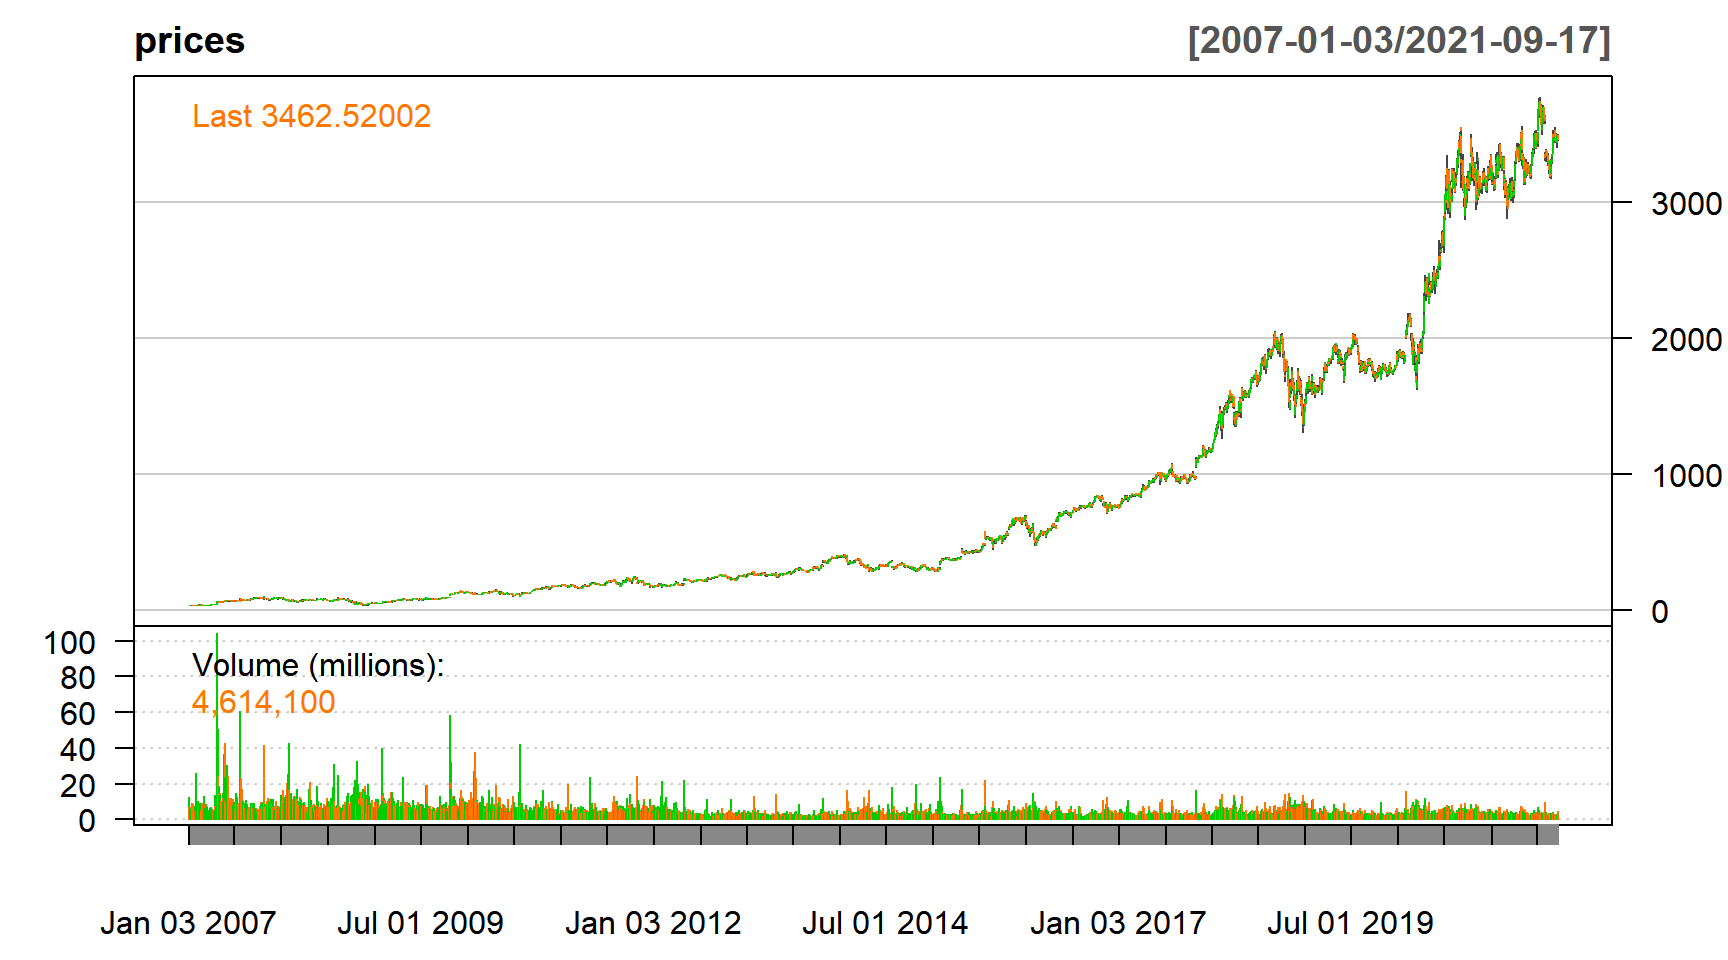 prices
[2007-01-03/2021-09-17]
Last 3462.52002
3000
2000
1000
0
Volume (millions):
4,614,100
100
80
60
40
20
0
Jan 03 2007
Jul 01 2009
Jan 03 2012
Jul 01 2014
Jan 03 2017
Jul 01 2019